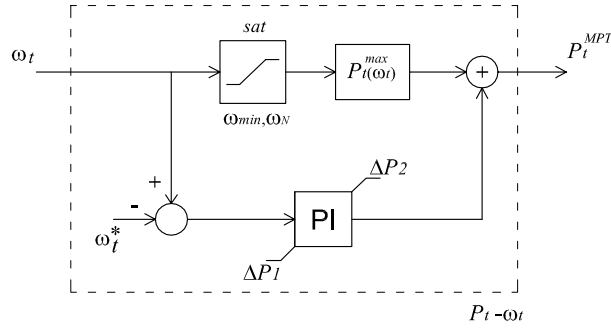 sat
ωt
Pt^MPT
Pt(ωt)^max
+
ωmin,ωN
+
-
ΔP2
PI
ωt*
ΔP1
Pt -ωt